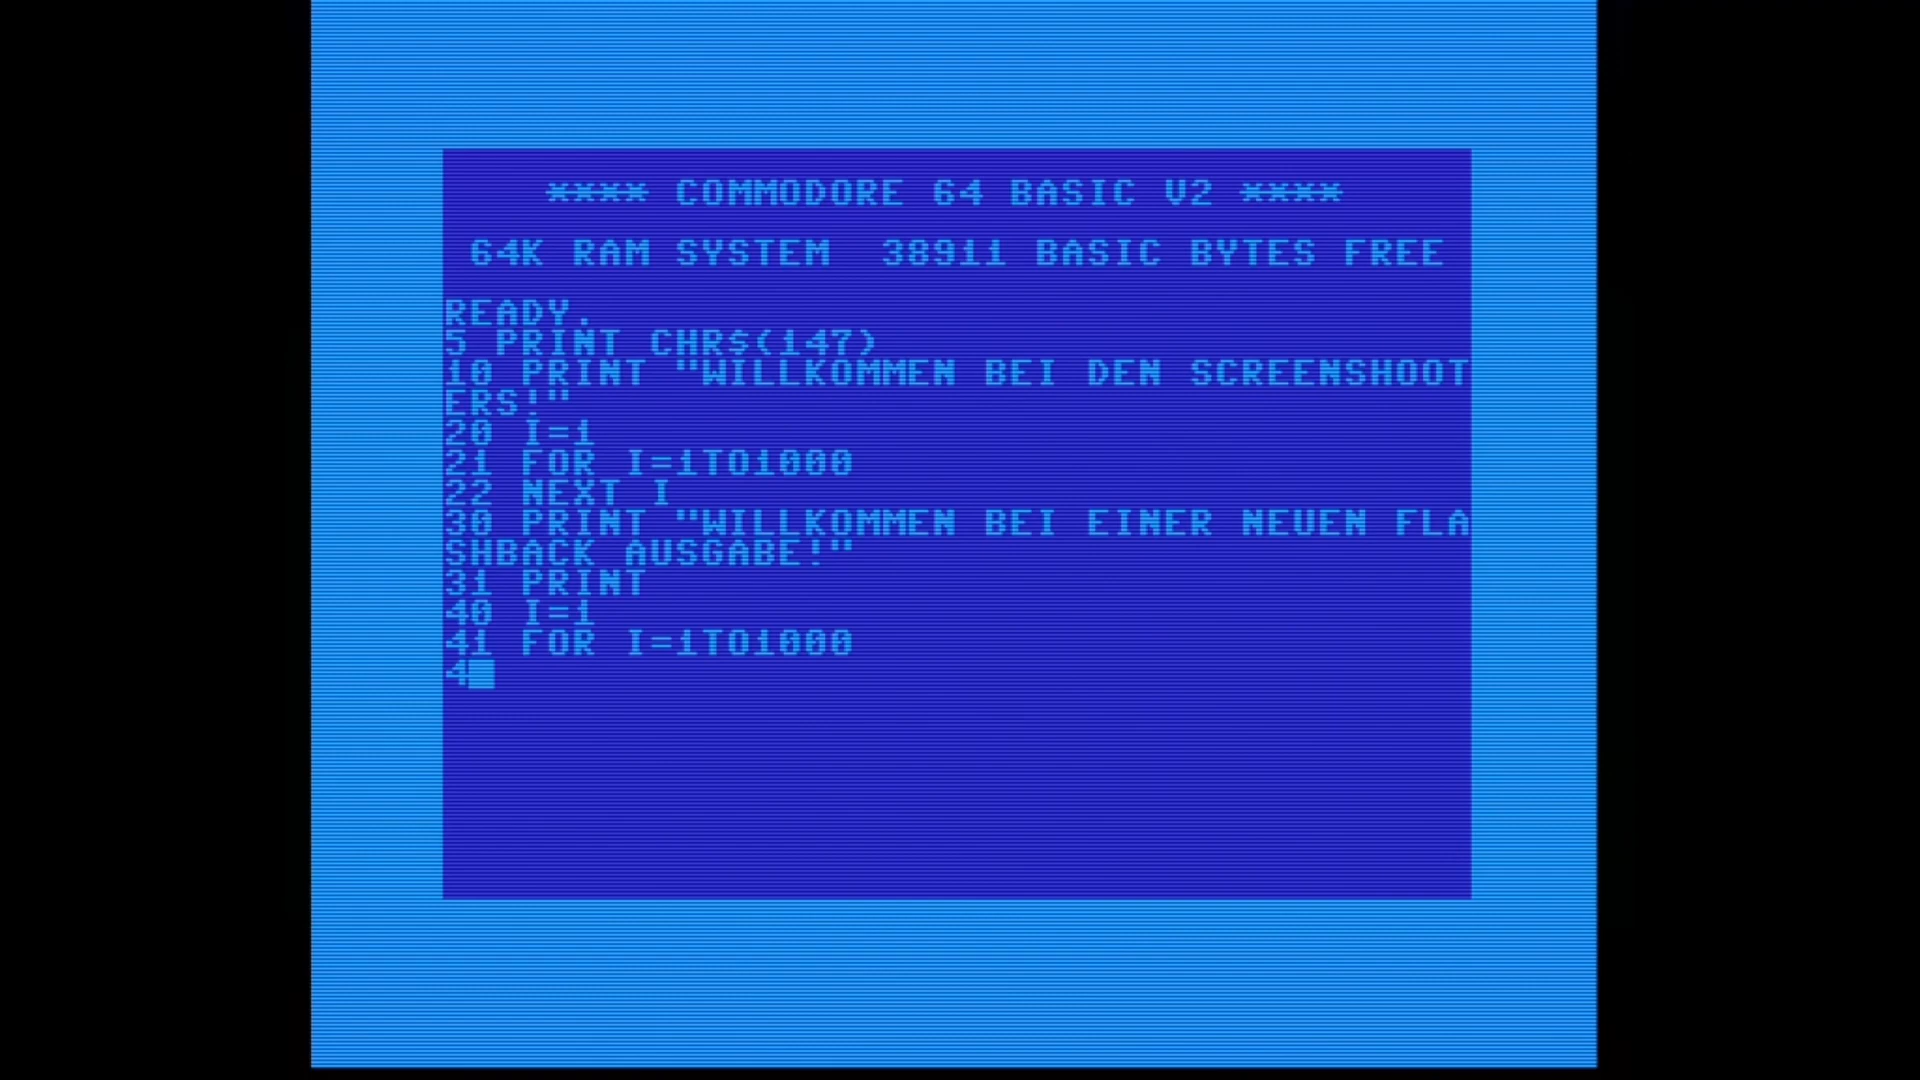 **** COMMODORE 64 BASIC V2 ****
64K RAM SYSTEM  38911 BASIC BYTES FREE
READY.
5 PRINT CHR$(147)
10 PRINT "WILLKOMMEN BEI DEN SCREENSHOOT
ERS!"
20 I=1
21 FOR I=1TO1000
22 NEXT I
30 PRINT "WILLKOMMEN BEI EINER NEUEN FLA
SHBACK AUSGABE!"
31 PRINT
40 I=1
41 FOR I=1TO1000
4